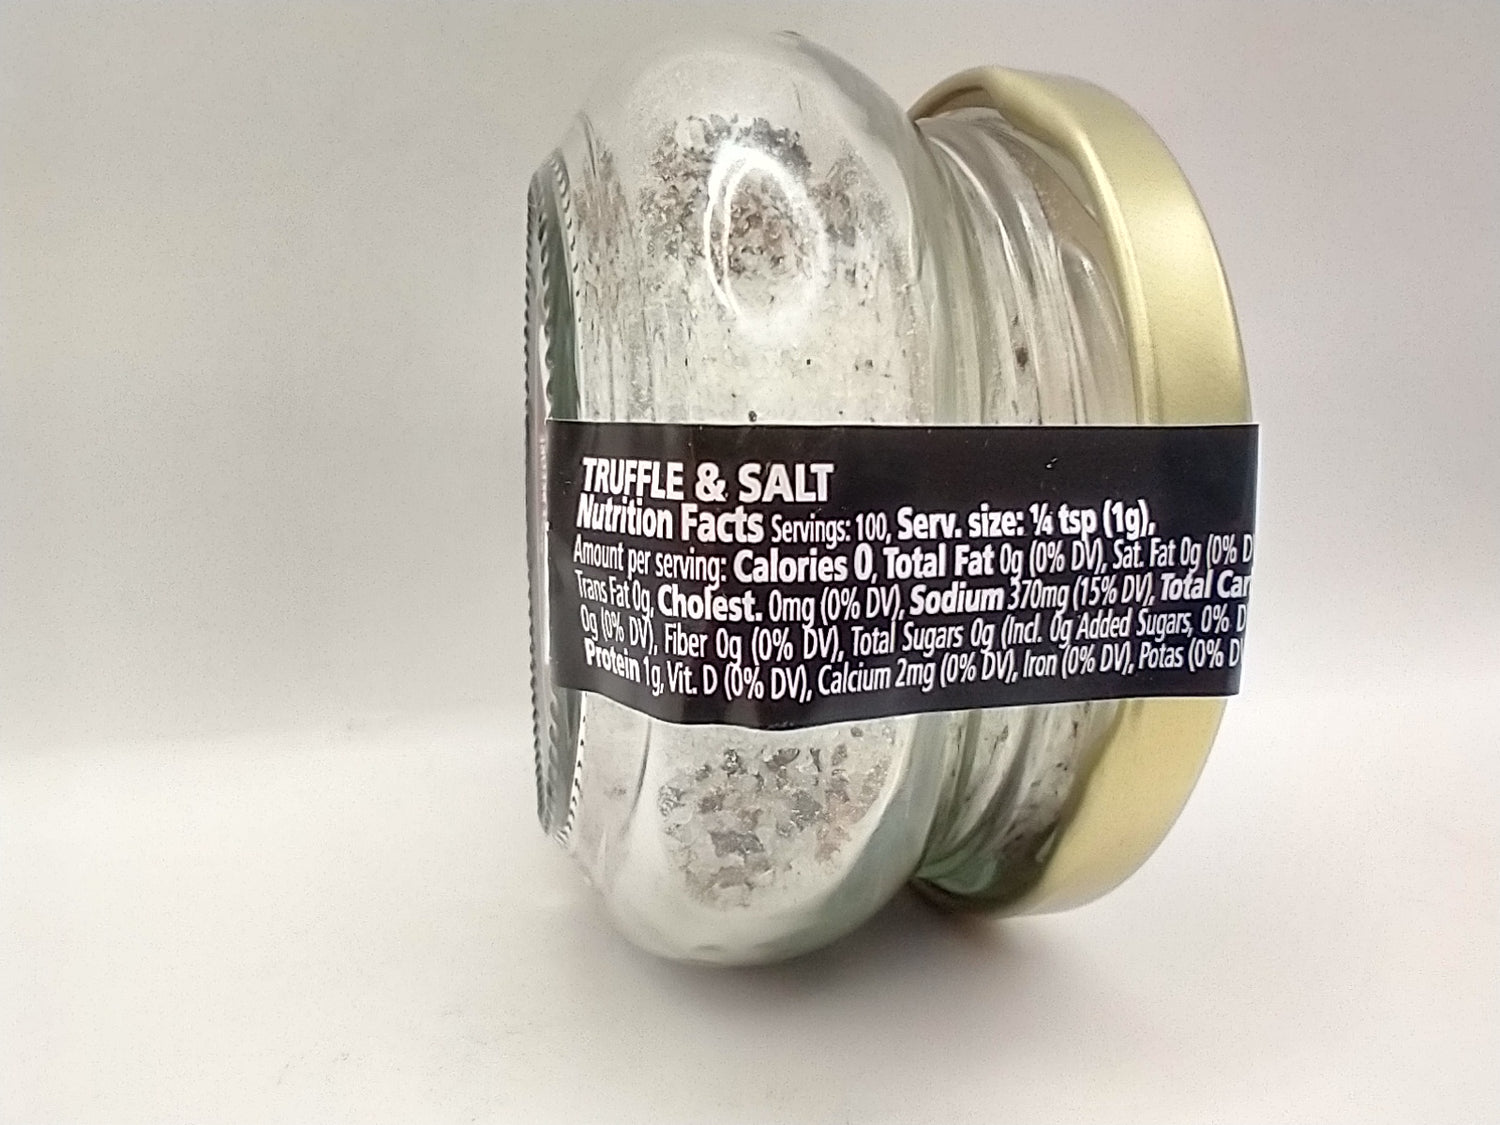 TRUFFLE & SALT
Nutrition Facts Servings: 100, Serv. size: ¼ tsp (1g),
Amount per serving: Calories 0, Total Fat 0g (0% DV), Sat. Fat 0g (0% D
Trans Fat 0g, Cholest. 0mg (0% DV), Sodium 370mg (15% DV), Total Car
0g (0% DV), Fiber 0g (0% DV), Total Sugars 0g (Incl. 0g Added Sugars, 0% D
Protein 1g, Vit. D (0% DV), Calcium 2mg (0% DV), Iron (0% DV), Potas (0% D